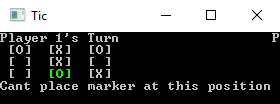 Tic
Player 1's Turn P
[O] [X] [O]
[ ] [X] [ ]
[ ] [O] [X]
Cant place marker at this position